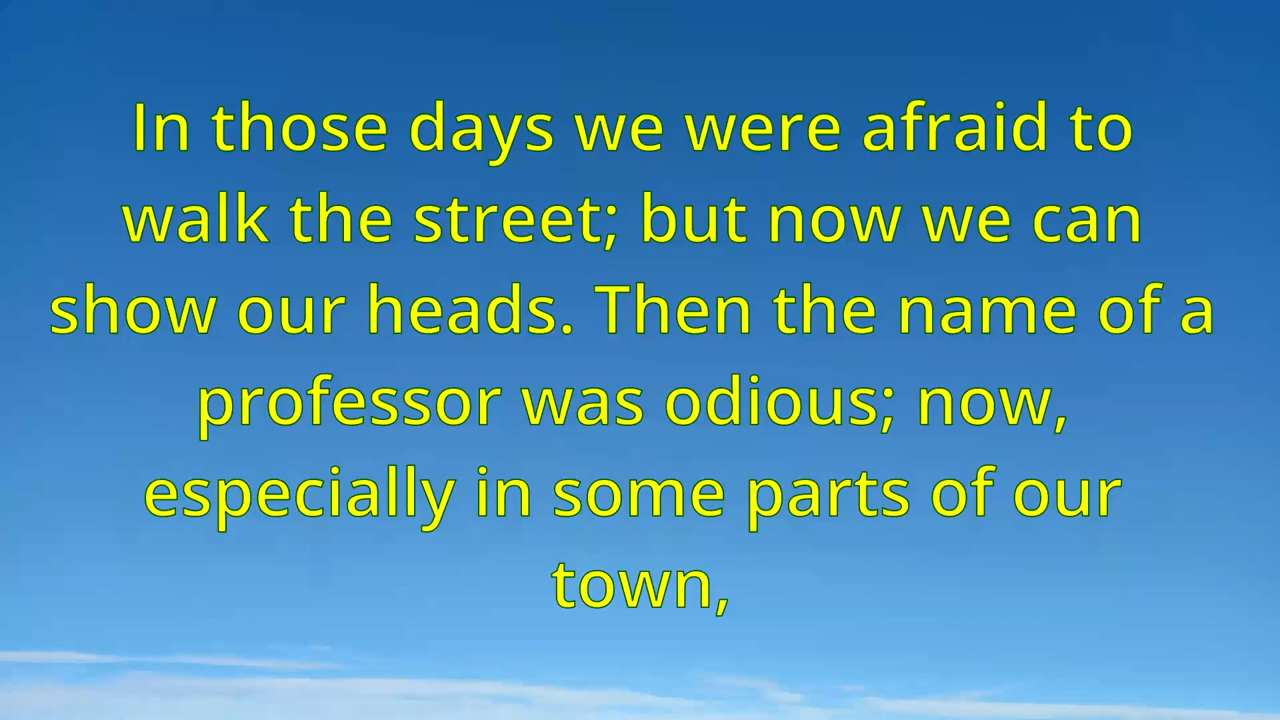 In those days we were afraid to
walk the street; but now we can
show our heads. Then the name of a
professor was odious; now,
especially in some parts of our
town,